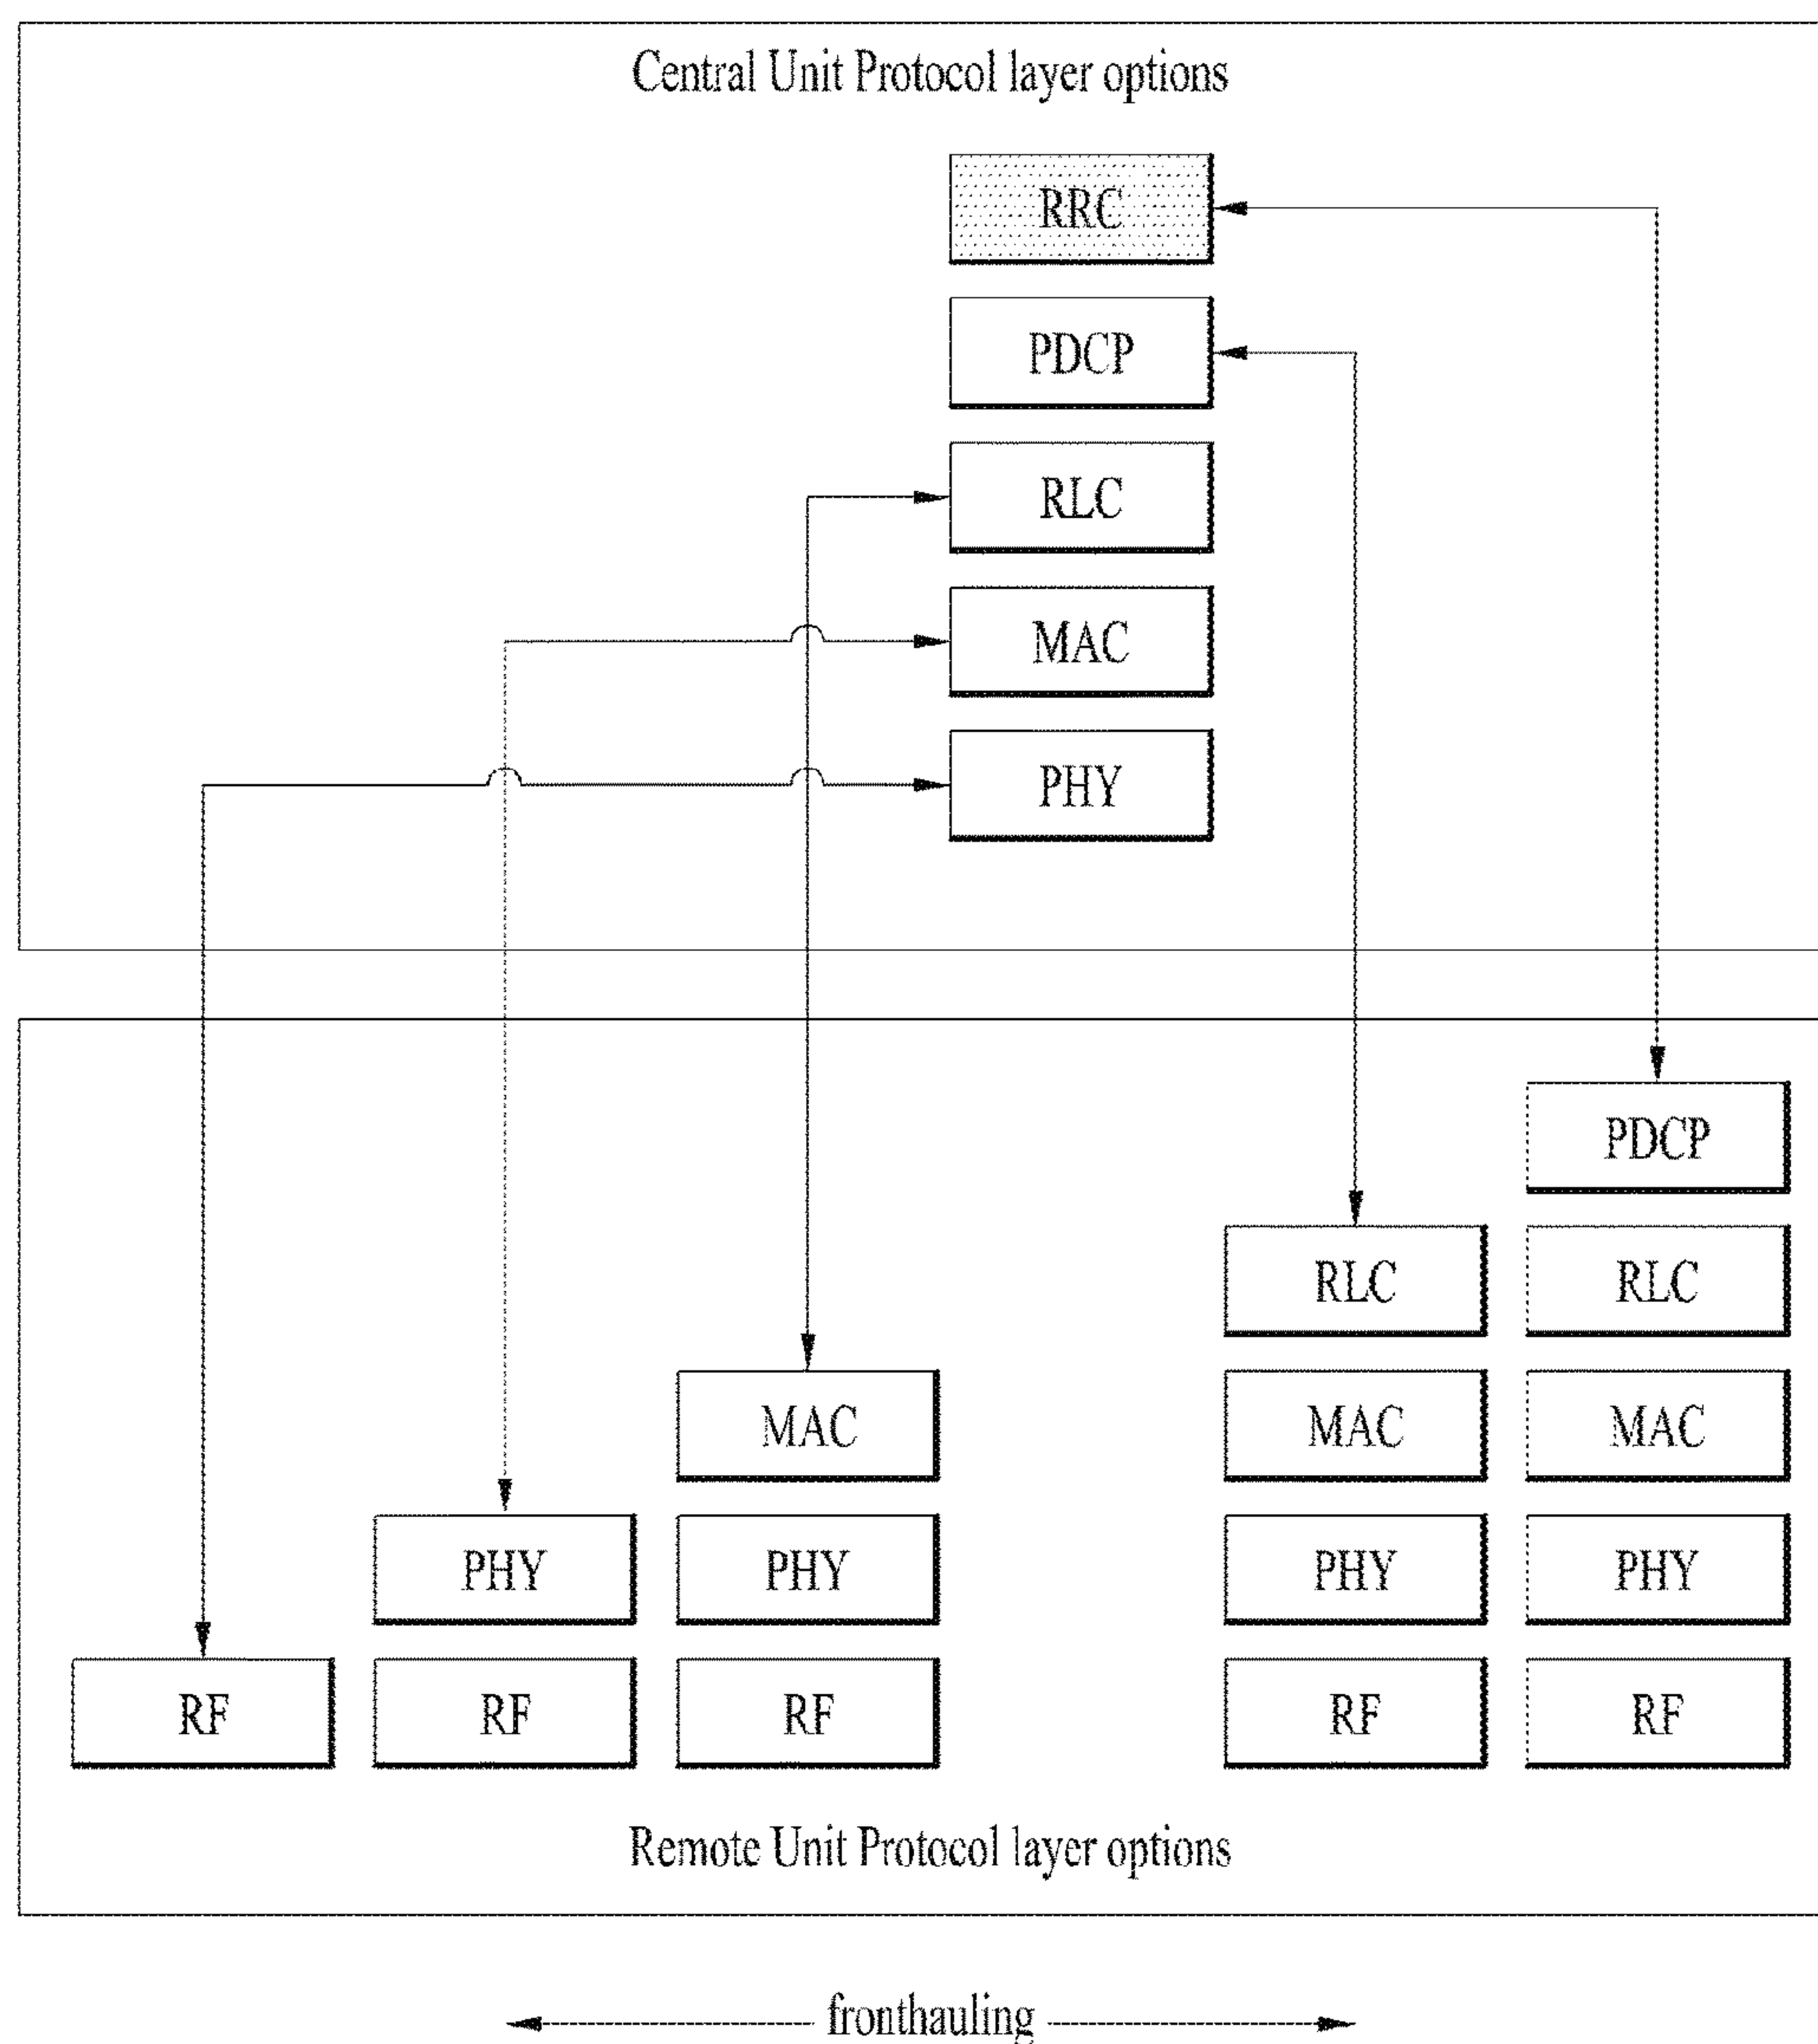 Central Unit Protocol layer options
RRC
PDCP
RLC
MAC
PHY
PDCP
RLC RLC
MAC MAC MAC
PHY PHY PHY PHY
RF RF RF RF RF
Remote Unit Protocol layer options
fronthauling